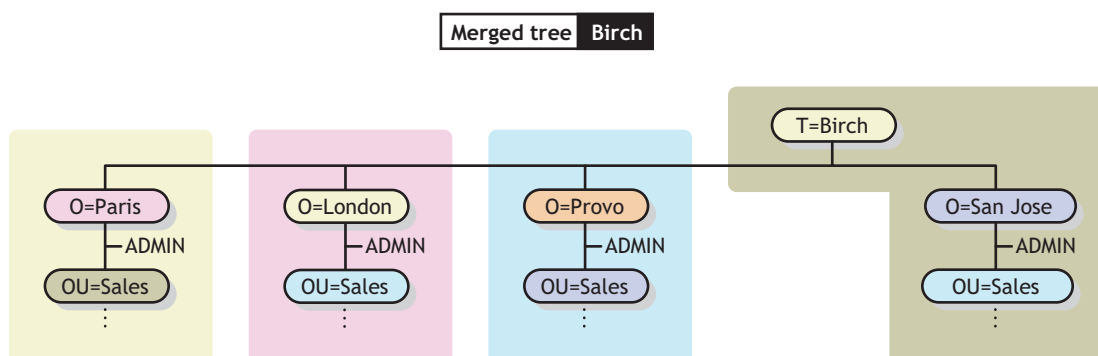 Merged tree Birch
T=Birch
O=Paris O=London O=Provo O=San Jose
ADMIN ADMIN ADMIN ADMIN
OU=Sales OU=Sales OU=Sales OU=Sales